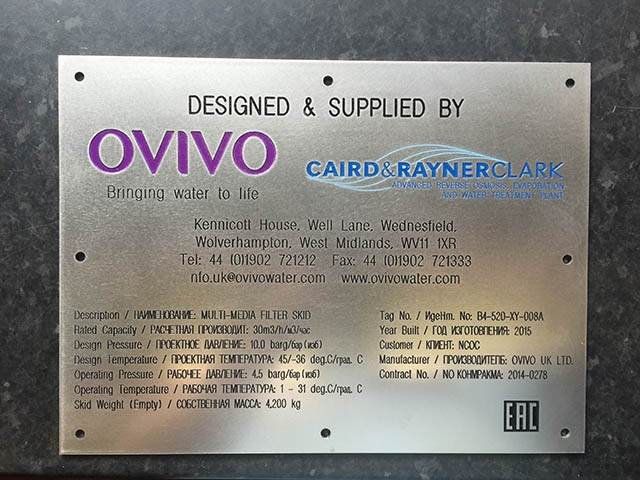 DESIGNED & SUPPLIED BY
OVIVO
Bringing water to life
CAIRD&RAYNERCLARK
ADVANCED REVERSE OSMOSIS, EVAPORATION
AND WATER TREATMENT PLANT
Kennicott House, Well Lane, Wednesfield,
Wolverhampton, West Midlands, WV11 1XR
Tel: 44 (0)1902 721212 Fax: 44 (0)1902 721333
nfo.uk@ovivowater.com www.ovivowater.com
Description / НАИМЕНОВАНИЕ: MULTI-MEDIA FILTER SKID
Rated Capacity / РАСЧЕТНАЯ ПРОИЗВОДИТ: 30m3/h/м3/час
Design Pressure / ПРОЕКТНОЕ ДАВЛЕНИЕ: 10.0 barg/бар (изб)
Design Temperature / ПРОЕКТНАЯ ТЕМПЕРАТУРА: 45/-36 deg.C/град. C
Operating Pressure / РАБОЧЕЕ ДАВЛЕНИЕ: 4,5 barg/бар (изб)
Operating Temperature / РАБОЧАЯ ТЕМПЕРАТУРА: 1 - 31 deg.C/град. C
Skid Weight (Empty) / СОБСТВЕННАЯ МАССА: 4,200 kg
Tag No. / ИgeHm. No: B4-520-XY-008A
Year Built / ГОД ИЗГОТОВЛЕНИЯ: 2015
Customer / КЛИЕНТ: NCOC
Manufacturer / ПРОИЗВОДИТЕЛЬ: OVIVO UK LTD.
Contract No. / NO КОНМРАКМА: 2014-0278
EAC